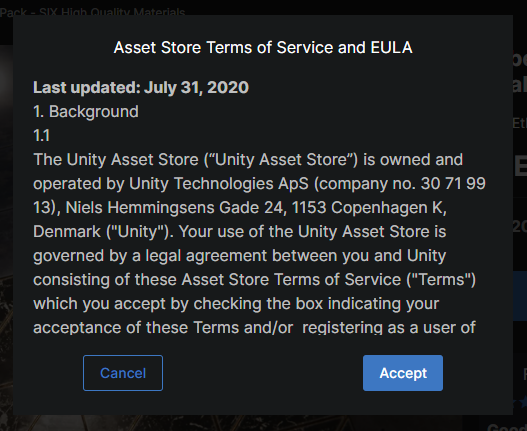 Pack - SIX High Quality Materials
Asset Store Terms of Service and EULA
Last updated: July 31, 2020
1. Background
1.1
The Unity Asset Store (“Unity Asset Store”) is owned and
operated by Unity Technologies ApS (company no. 30 71 99
13), Niels Hemmingsens Gade 24, 1153 Copenhagen K,
Denmark ("Unity"). Your use of the Unity Asset Store is
governed by a legal agreement between you and Unity
consisting of these Asset Store Terms of Service ("Terms")
which you accept by checking the box indicating your
acceptance of these Terms and/or  registering as a user of
Cancel
Accept